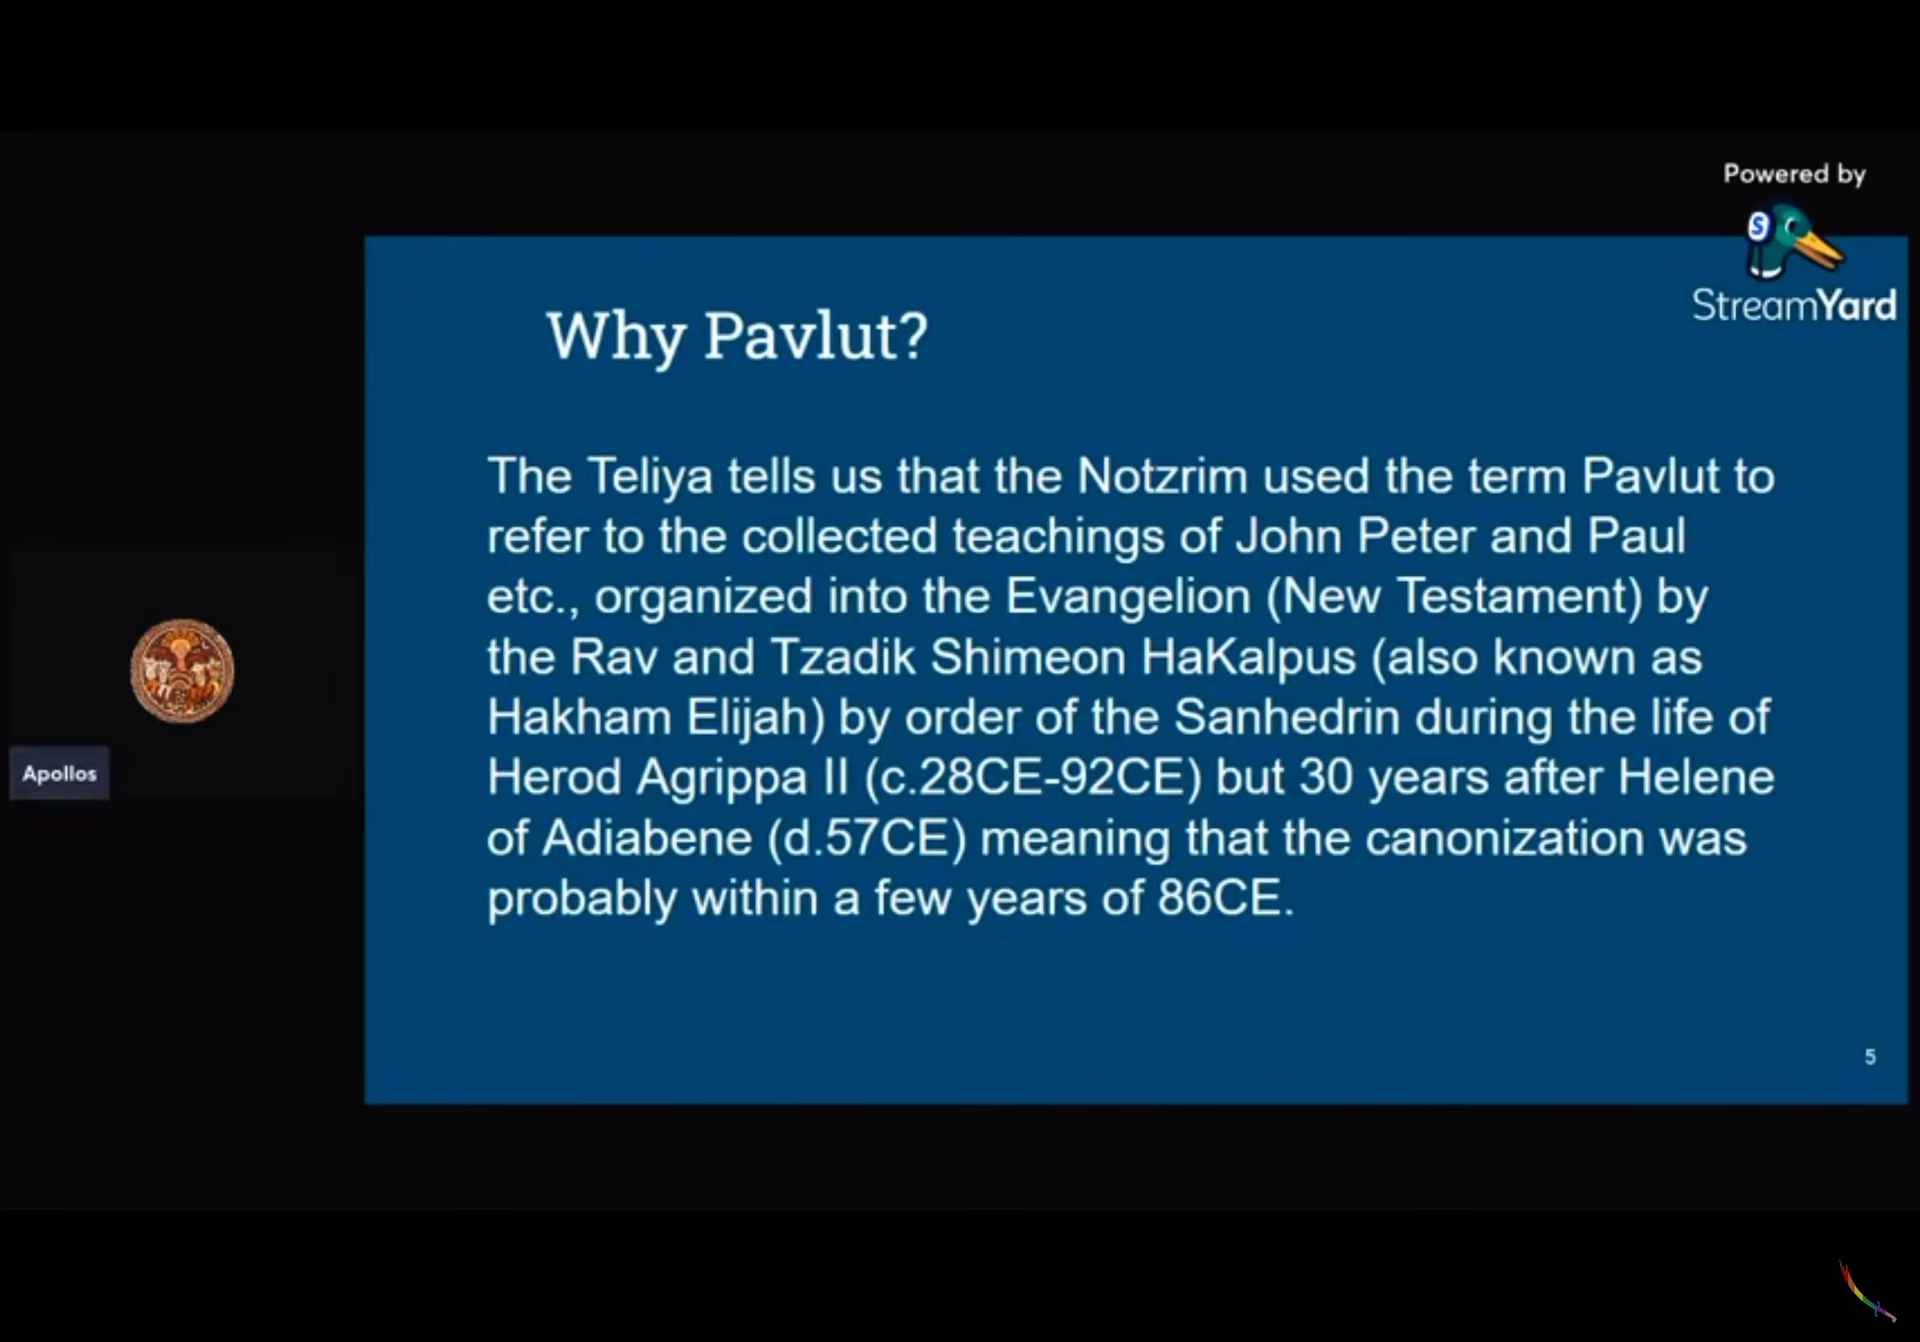 Powered by
S
StreamYard
Why Pavlut?
The Teliya tells us that the Notzrim used the term Pavlut to
refer to the collected teachings of John Peter and Paul
etc., organized into the Evangelion (New Testament) by
the Rav and Tzadik Shimeon HaKalpus (also known as
Hakham Elijah) by order of the Sanhedrin during the life of
Herod Agrippa II (c.28CE-92CE) but 30 years after Helene
of Adiabene (d.57CE) meaning that the canonization was
probably within a few years of 86CE.
Apollos
5